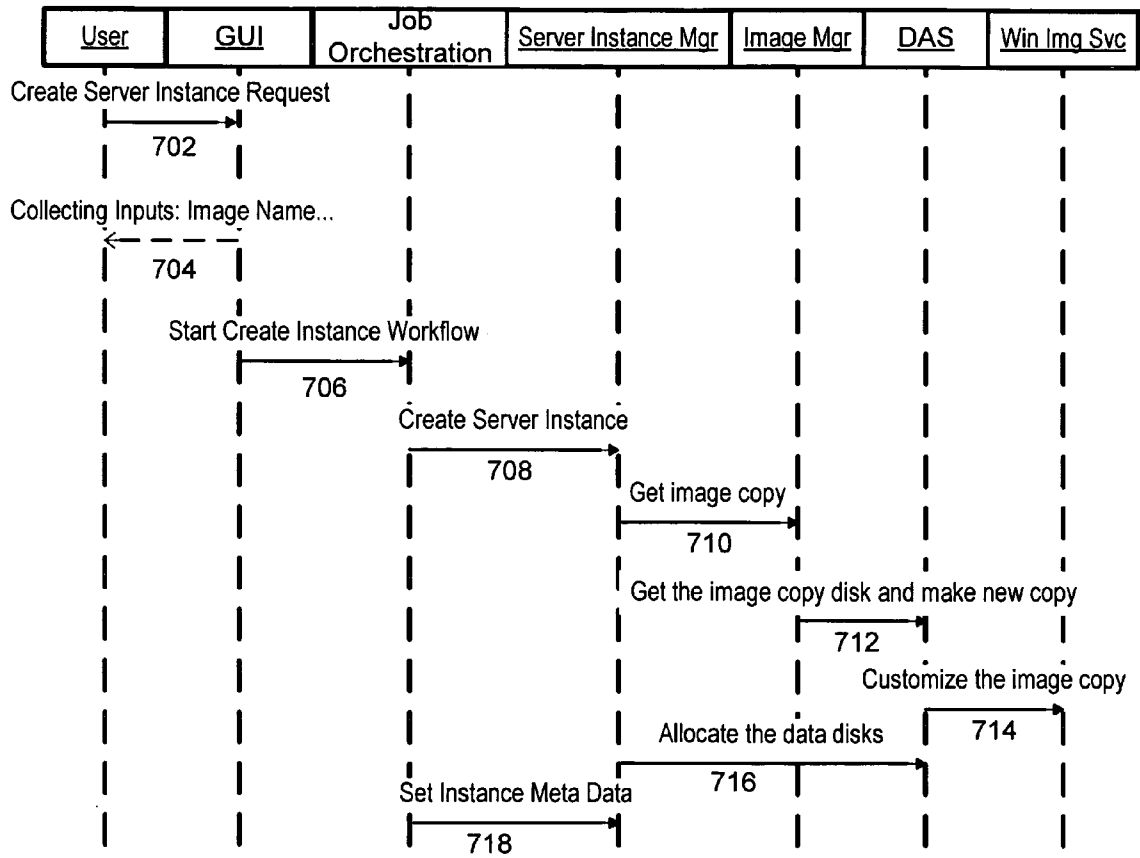 User
GUI
Job
Orchestration
Server Instance Mgr
Image Mgr
DAS
Win Img Svc
Create Server Instance Request
702
Collecting Inputs: Image Name...
704
Start Create Instance Workflow
706
Create Server Instance
708
Get image copy
710
Get the image copy disk and make new copy
712
Customize the image copy
714
Allocate the data disks
716
Set Instance Meta Data
718